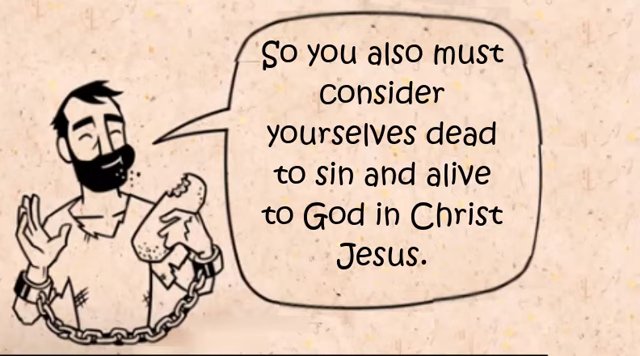 So you also must
consider
yourselves dead
to sin and alive
to God in Christ
Jesus.